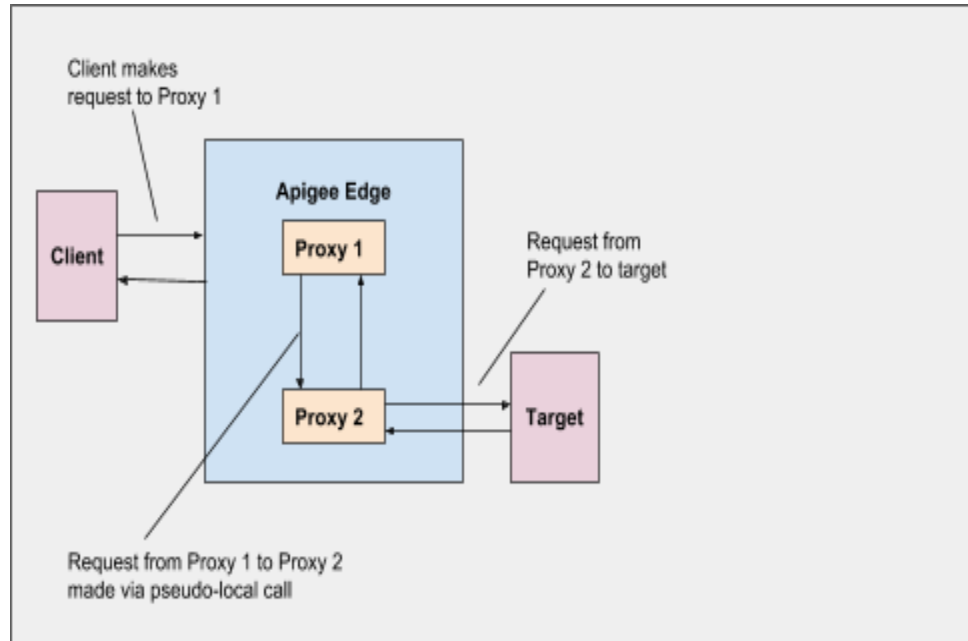 Client makes
request to Proxy 1
Apigee Edge
Proxy 1
Client
Request from
Proxy 2 to target
Proxy 2
Target
Request from Proxy 1 to Proxy 2
made via pseudo-local call